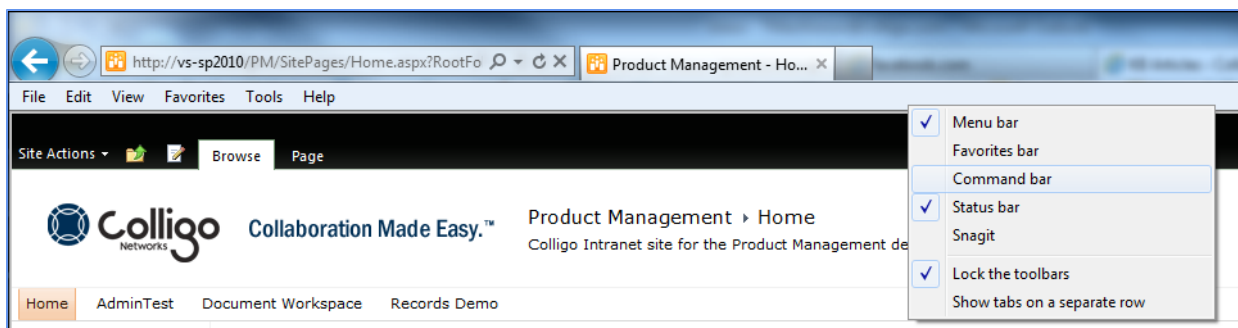 http://vs-sp2010/PM/SitePages/Home.aspx?RootFo
Product Management - Ho...
File Edit View Favorites Tools Help
Site Actions Browse Page
Colligo
Networks
Collaboration Made Easy.™
Product Management ▸ Home
Colligo Intranet site for the Product Management de
Home AdminTest Document Workspace Records Demo
Menu bar
Favorites bar
Command bar
Status bar
Snagit
Lock the toolbars
Show tabs on a separate row